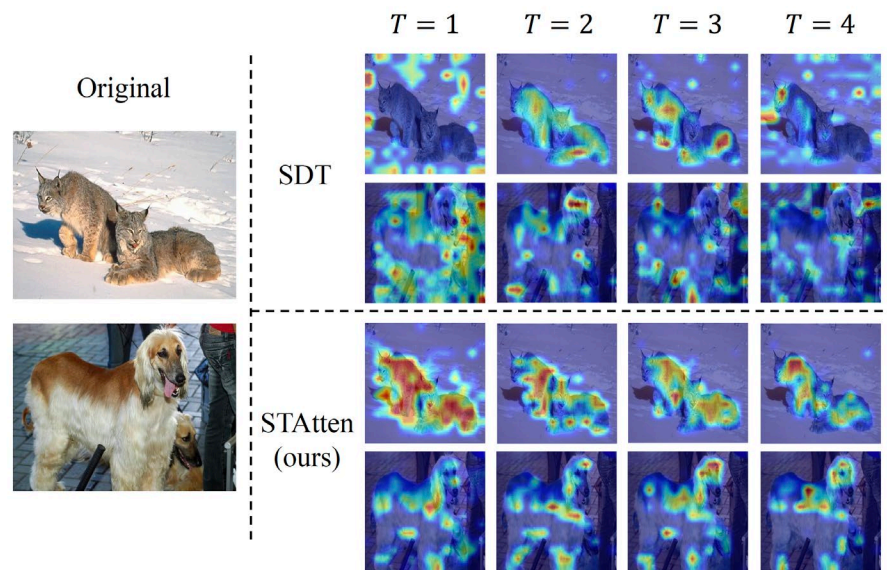 T = 1
T = 2
T = 3
T = 4
Original
SDT
STAtten
(ours)